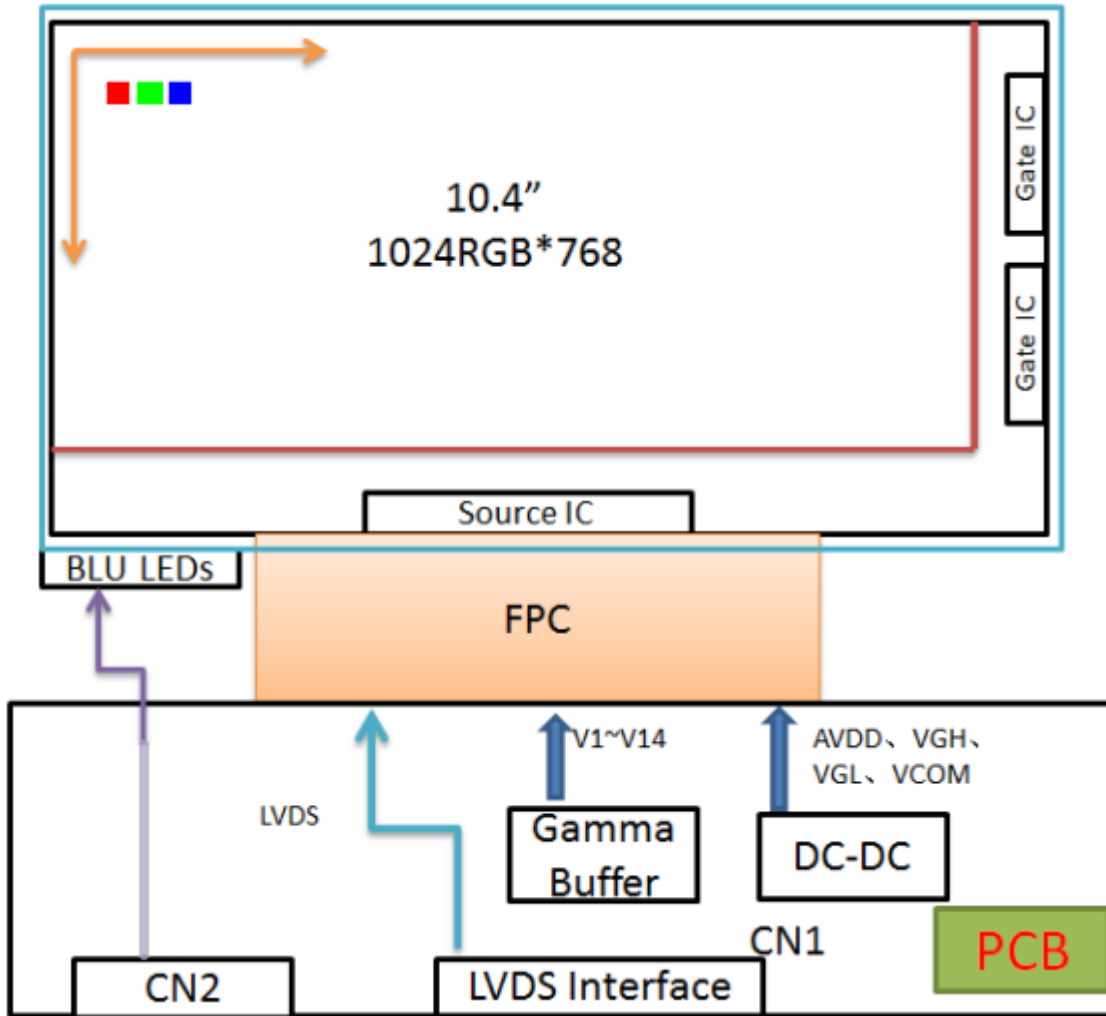 10.4”
1024RGB*768
Gate IC
Gate IC
Source IC
BLU LEDs
FPC
V1~V14
AVDD、VGH、
VGL、VCOM
LVDS
Gamma
Buffer
DC-DC
CN1
PCB
CN2
LVDS Interface